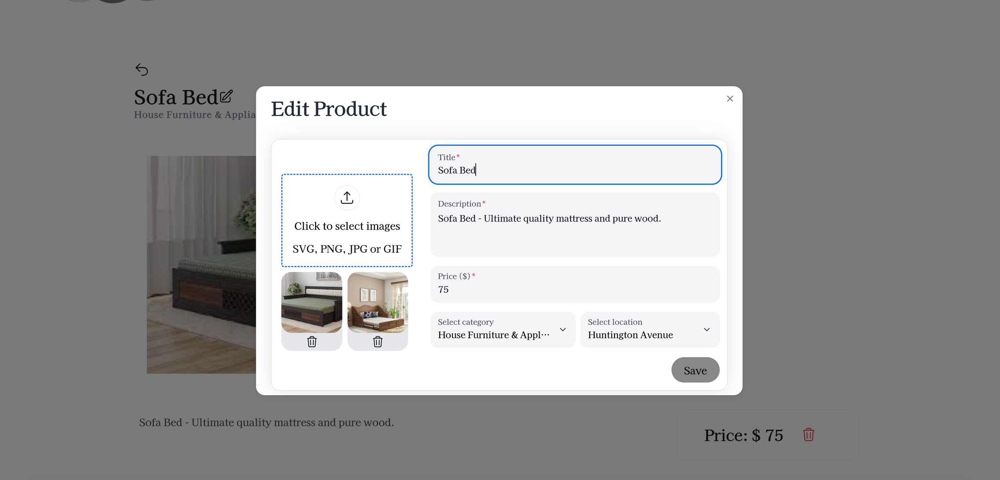 Sofa Bed
House Furniture & Applia
Edit Product
Click to select images
SVG, PNG, JPG or GIF
Title*
Sofa Bed
Description*
Sofa Bed - Ultimate quality mattress and pure wood.
Price ($)*
75
Select category
House Furniture & Appl···
Select location
Huntington Avenue
Save
Sofa Bed - Ultimate quality mattress and pure wood.
Price: $ 75